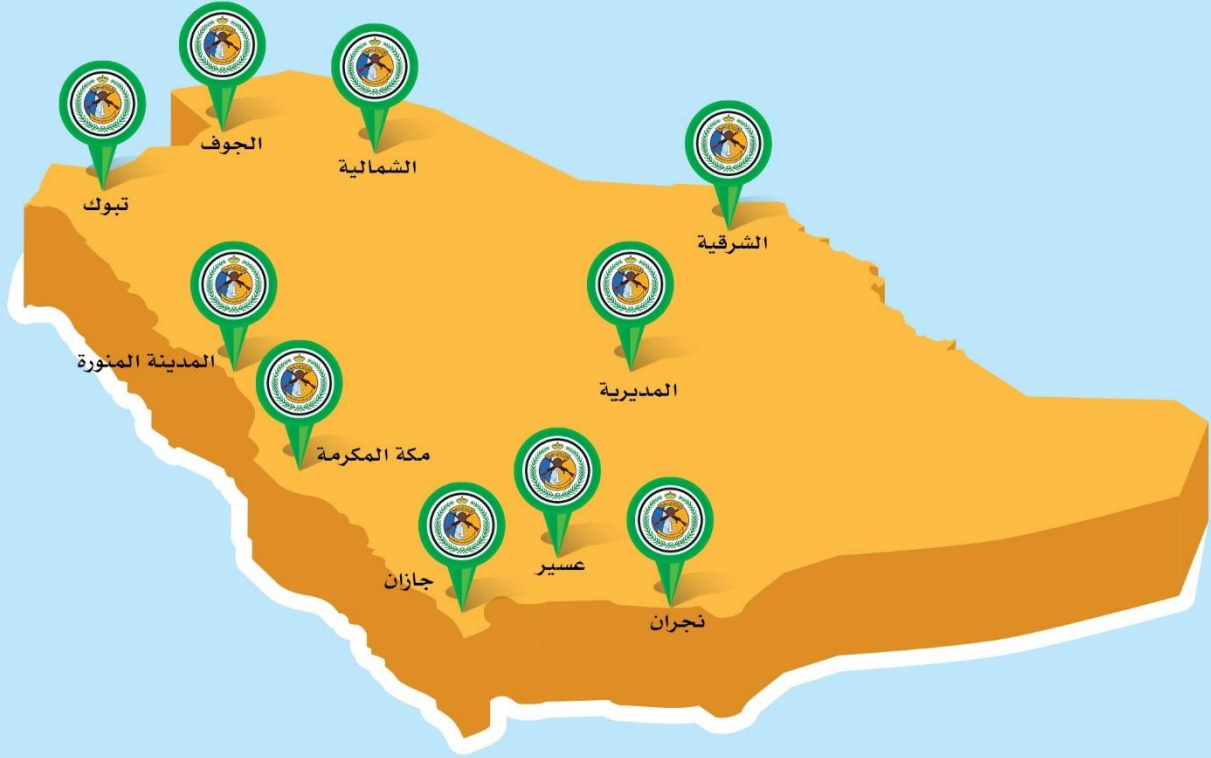 الجوف
الشمالية
تبوك
الشرقية
المدينة المنورة
المديرية
مكة المكرمة
عسير
جازان
نجران